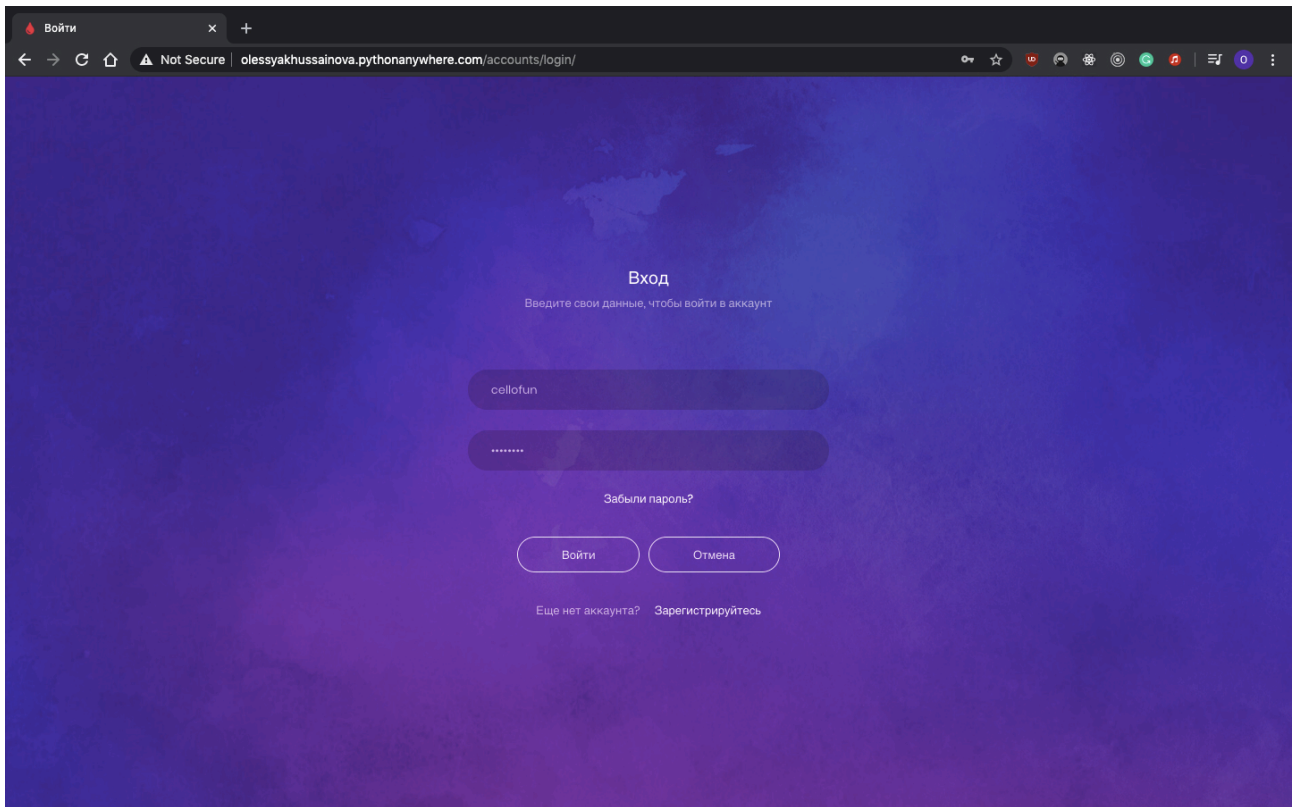 Войти
Not Secure olessyakhussainova.pythonanywhere.com/accounts/login/
O
Вход
Введите свои данные, чтобы войти в аккаунт
cellofun
••••••••
Забыли пароль?
Войти Отмена
Еще нет аккаунта? Зарегистрируйтесь